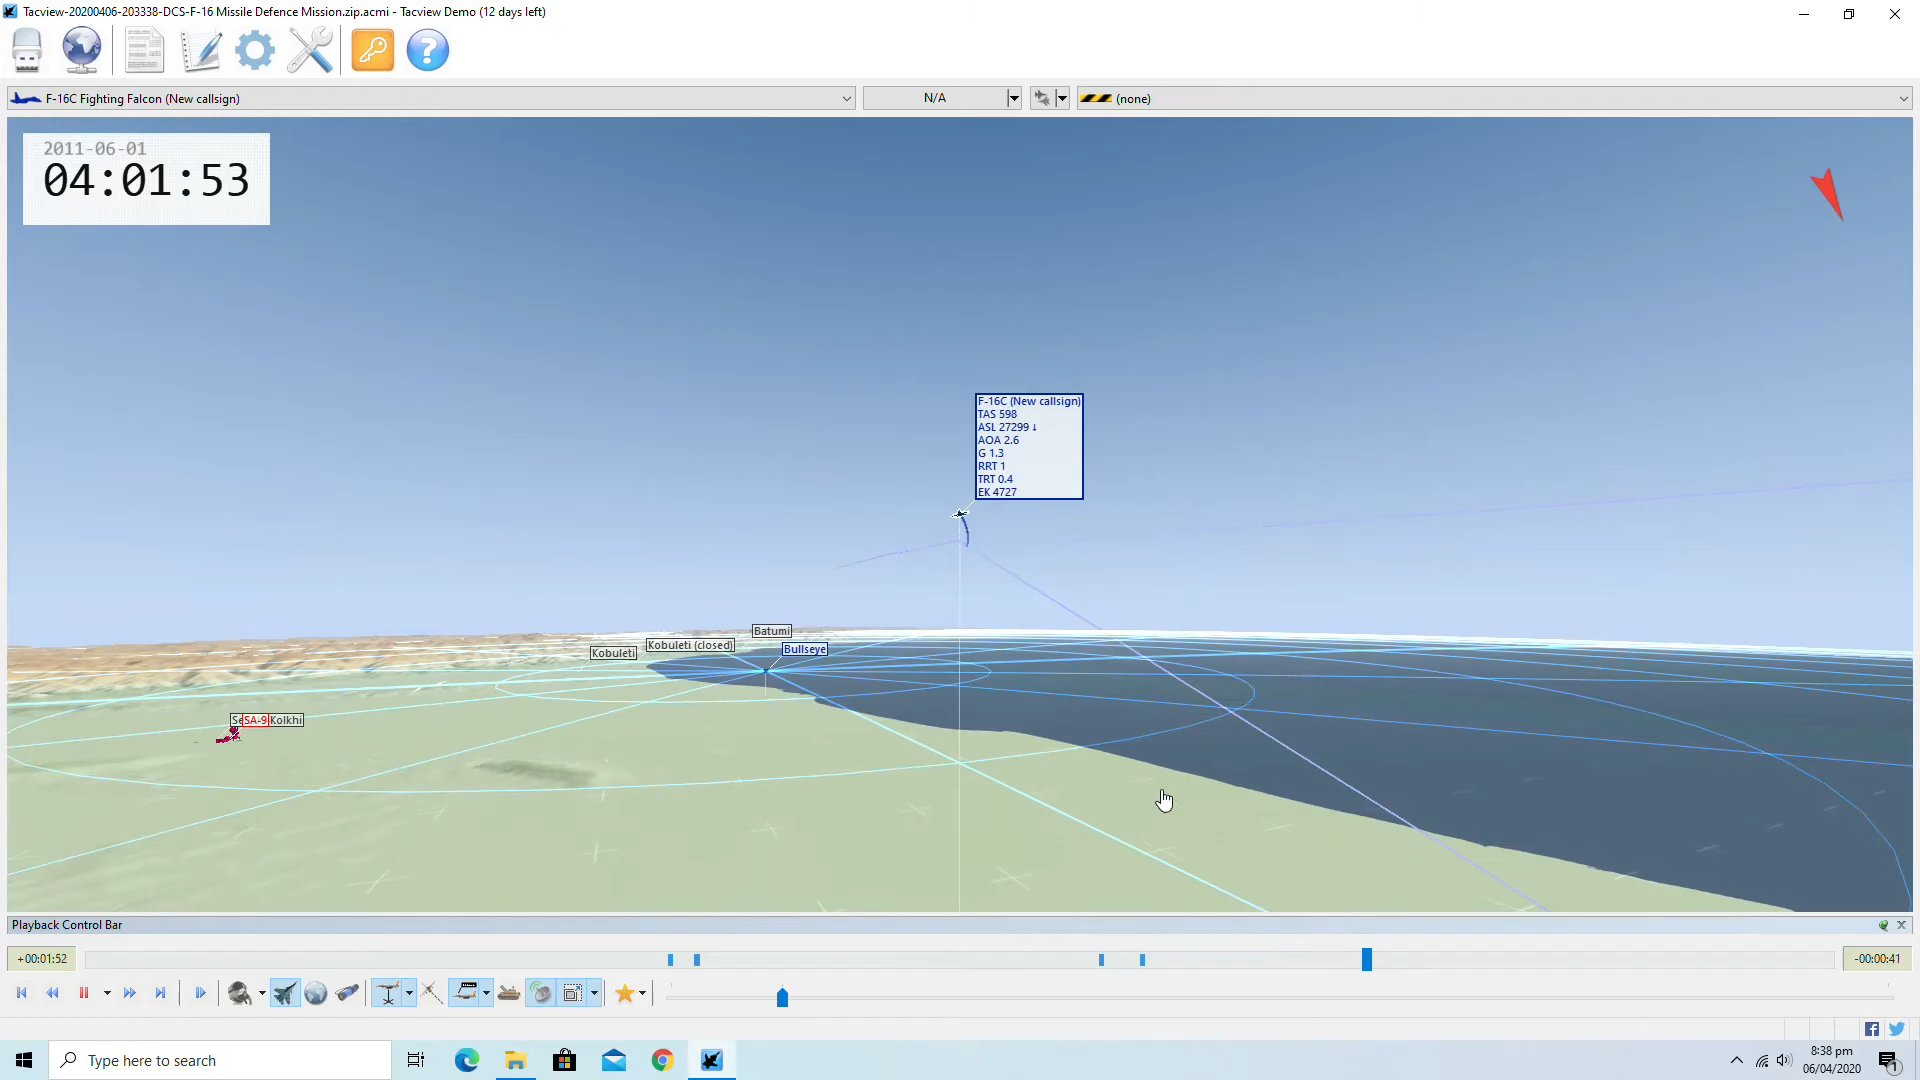 Tacview-20200406-203338-DCS-F-16 Missile Defence Mission.zip.acmi - Tacview Demo (12 days left)
F-16C Fighting Falcon (New callsign)
N/A
(none)
2011-06-01
04:01:53
F-16C (New callsign)
TAS 598
ASL 27299 ↓
AOA 2.6
G 1.3
RRT 1
TRT 0.4
EK 4727
Batumi
Kobuleti (closed)
Bullseye
Kobuleti
SA-9 Kolkhi
Playback Control Bar
+00:01:52
-00:00:41
Type here to search
8:38 pm
06/04/2020
1